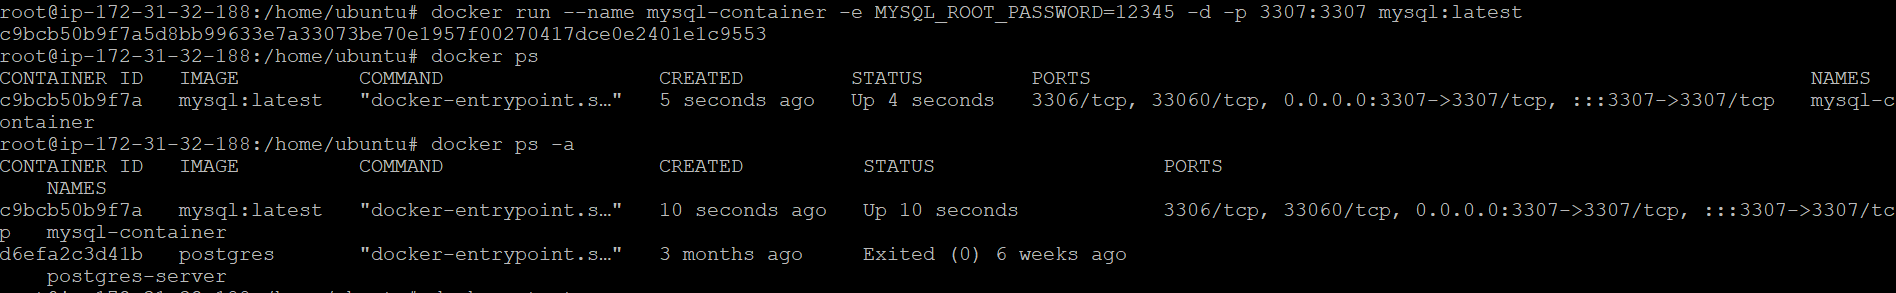 root@ip-172-31-32-188:/home/ubuntu# docker run --name mysql-container -e MYSQL_ROOT_PASSWORD=12345 -d -p 3307:3307 mysql:latest
c9bcb50b9f7a5d8bb99633e7a33073be70e1957f00270417dce0e2401e1c9553
root@ip-172-31-32-188:/home/ubuntu# docker ps
CONTAINER ID   IMAGE          COMMAND                  CREATED         STATUS         PORTS                                                            NAMES
c9bcb50b9f7a   mysql:latest   "docker-entrypoint.s…"   5 seconds ago   Up 4 seconds   3306/tcp, 33060/tcp, 0.0.0.0:3307->3307/tcp, :::3307->3307/tcp   mysql-c
ontainer
root@ip-172-31-32-188:/home/ubuntu# docker ps -a
CONTAINER ID   IMAGE          COMMAND                  CREATED          STATUS                   PORTS
    NAMES
c9bcb50b9f7a   mysql:latest   "docker-entrypoint.s…"   10 seconds ago   Up 10 seconds            3306/tcp, 33060/tcp, 0.0.0.0:3307->3307/tcp, :::3307->3307/tc
p   mysql-container
d6efa2c3d41b   postgres       "docker-entrypoint.s…"   3 months ago     Exited (0) 6 weeks ago
    postgres-server